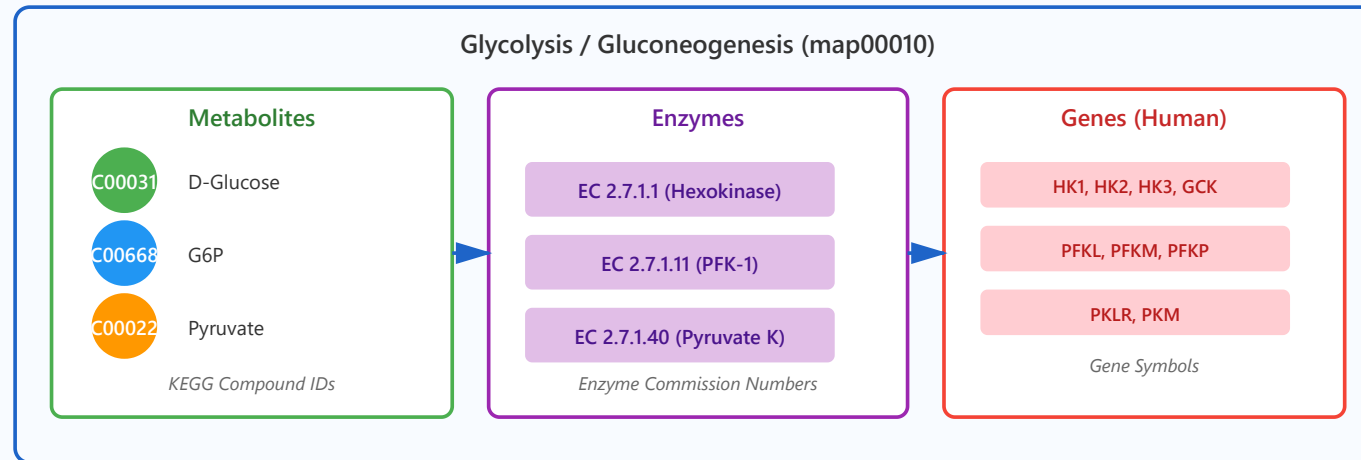 Glycolysis / Gluconeogenesis (map00010)
Metabolites
C00031 D-Glucose
C00668 G6P
C00022 Pyruvate
KEGG Compound IDs
Enzymes
EC 2.7.1.1 (Hexokinase)
EC 2.7.1.11 (PFK-1)
EC 2.7.1.40 (Pyruvate K)
Enzyme Commission Numbers
Genes (Human)
HK1, HK2, HK3, GCK
PFKL, PFKM, PFKP
PKLR, PKM
Gene Symbols